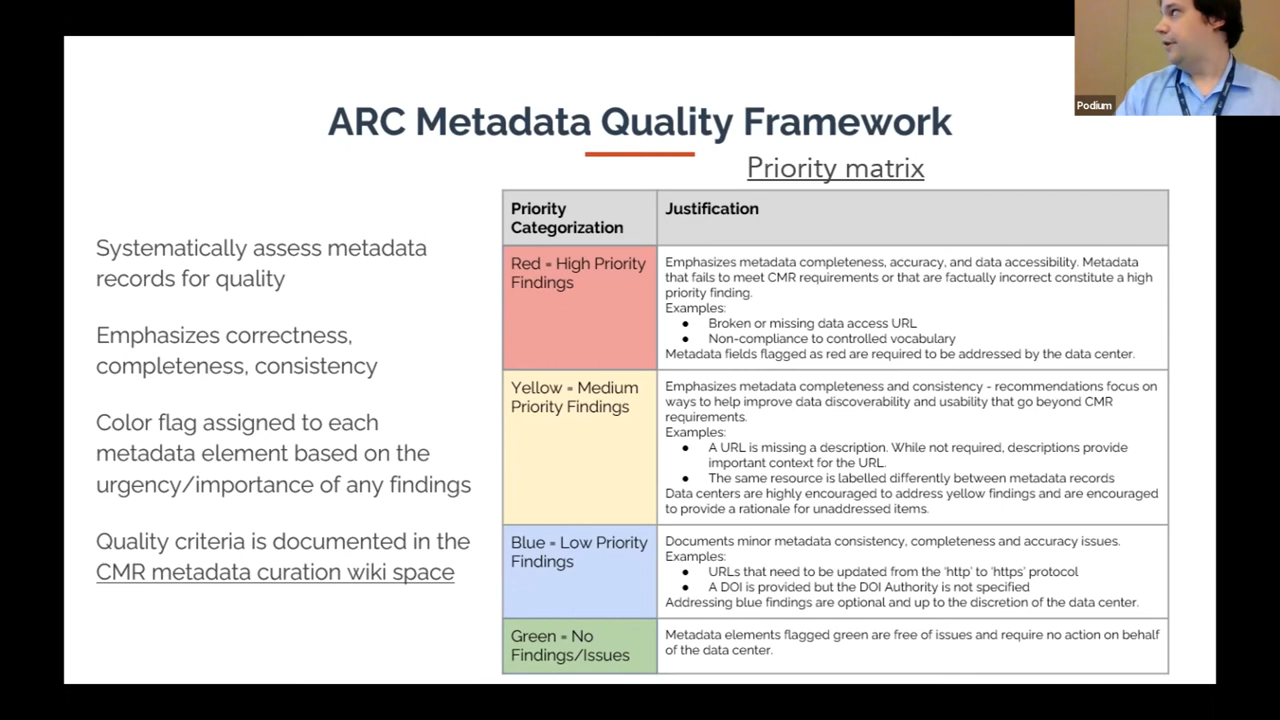 ARC Metadata Quality Framework
Podium
Priority matrix
Systematically assess metadata
records for quality
Emphasizes correctness,
completeness, consistency
Color flag assigned to each
metadata element based on the
urgency/importance of any findings
Quality criteria is documented in the
CMR metadata curation wiki space
Priority
Categorization
Justification
Red = High Priority
Findings
Emphasizes metadata completeness, accuracy, and data accessibility. Metadata
that fails to meet CMR requirements or that are factually incorrect constitute a high
priority finding.
Examples:
● Broken or missing data access URL
● Non-compliance to controlled vocabulary
Metadata fields flagged as red are required to be addressed by the data center.
Yellow = Medium
Priority Findings
Emphasizes metadata completeness and consistency - recommendations focus on
ways to help improve data discoverability and usability that go beyond CMR
requirements.
Examples:
● A URL is missing a description. While not required, descriptions provide
important context for the URL.
● The same resource is labelled differently between metadata records
Data centers are highly encouraged to address yellow findings and are encouraged
to provide a rationale for unaddressed items.
Blue = Low Priority
Findings
Documents minor metadata consistency, completeness and accuracy issues.
Examples:
● URLs that need to be updated from the 'http' to 'https' protocol
● A DOI is provided but the DOI Authority is not specified
Addressing blue findings are optional and up to the discretion of the data center.
Green = No
Findings/Issues
Metadata elements flagged green are free of issues and require no action on behalf
of the data center.